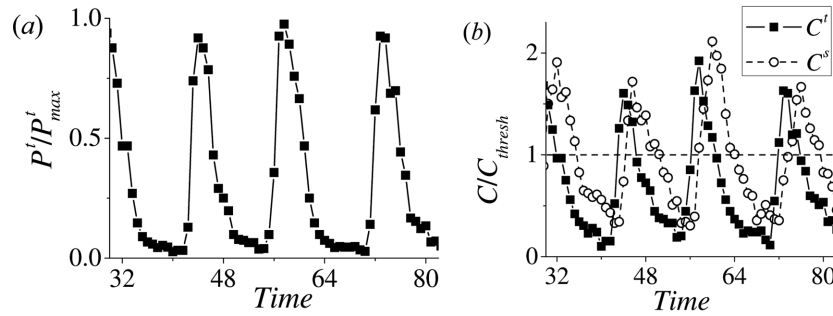 (a)
P^t/P^t_max
1.0
0.5
0.0
32 48 64 80
Time
(b)
C^t
C^s
C/C_thresh
2
1
0
32 48 64 80
Time